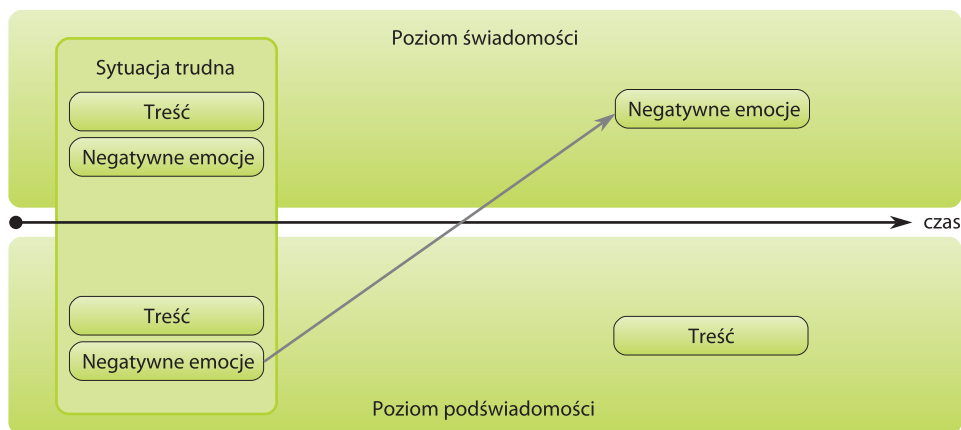 Poziom świadomości
Sytuacja trudna
Treść
Negatywne emocje
Negatywne emocje
czas
Treść
Negatywne emocje
Treść
Poziom podświadomości